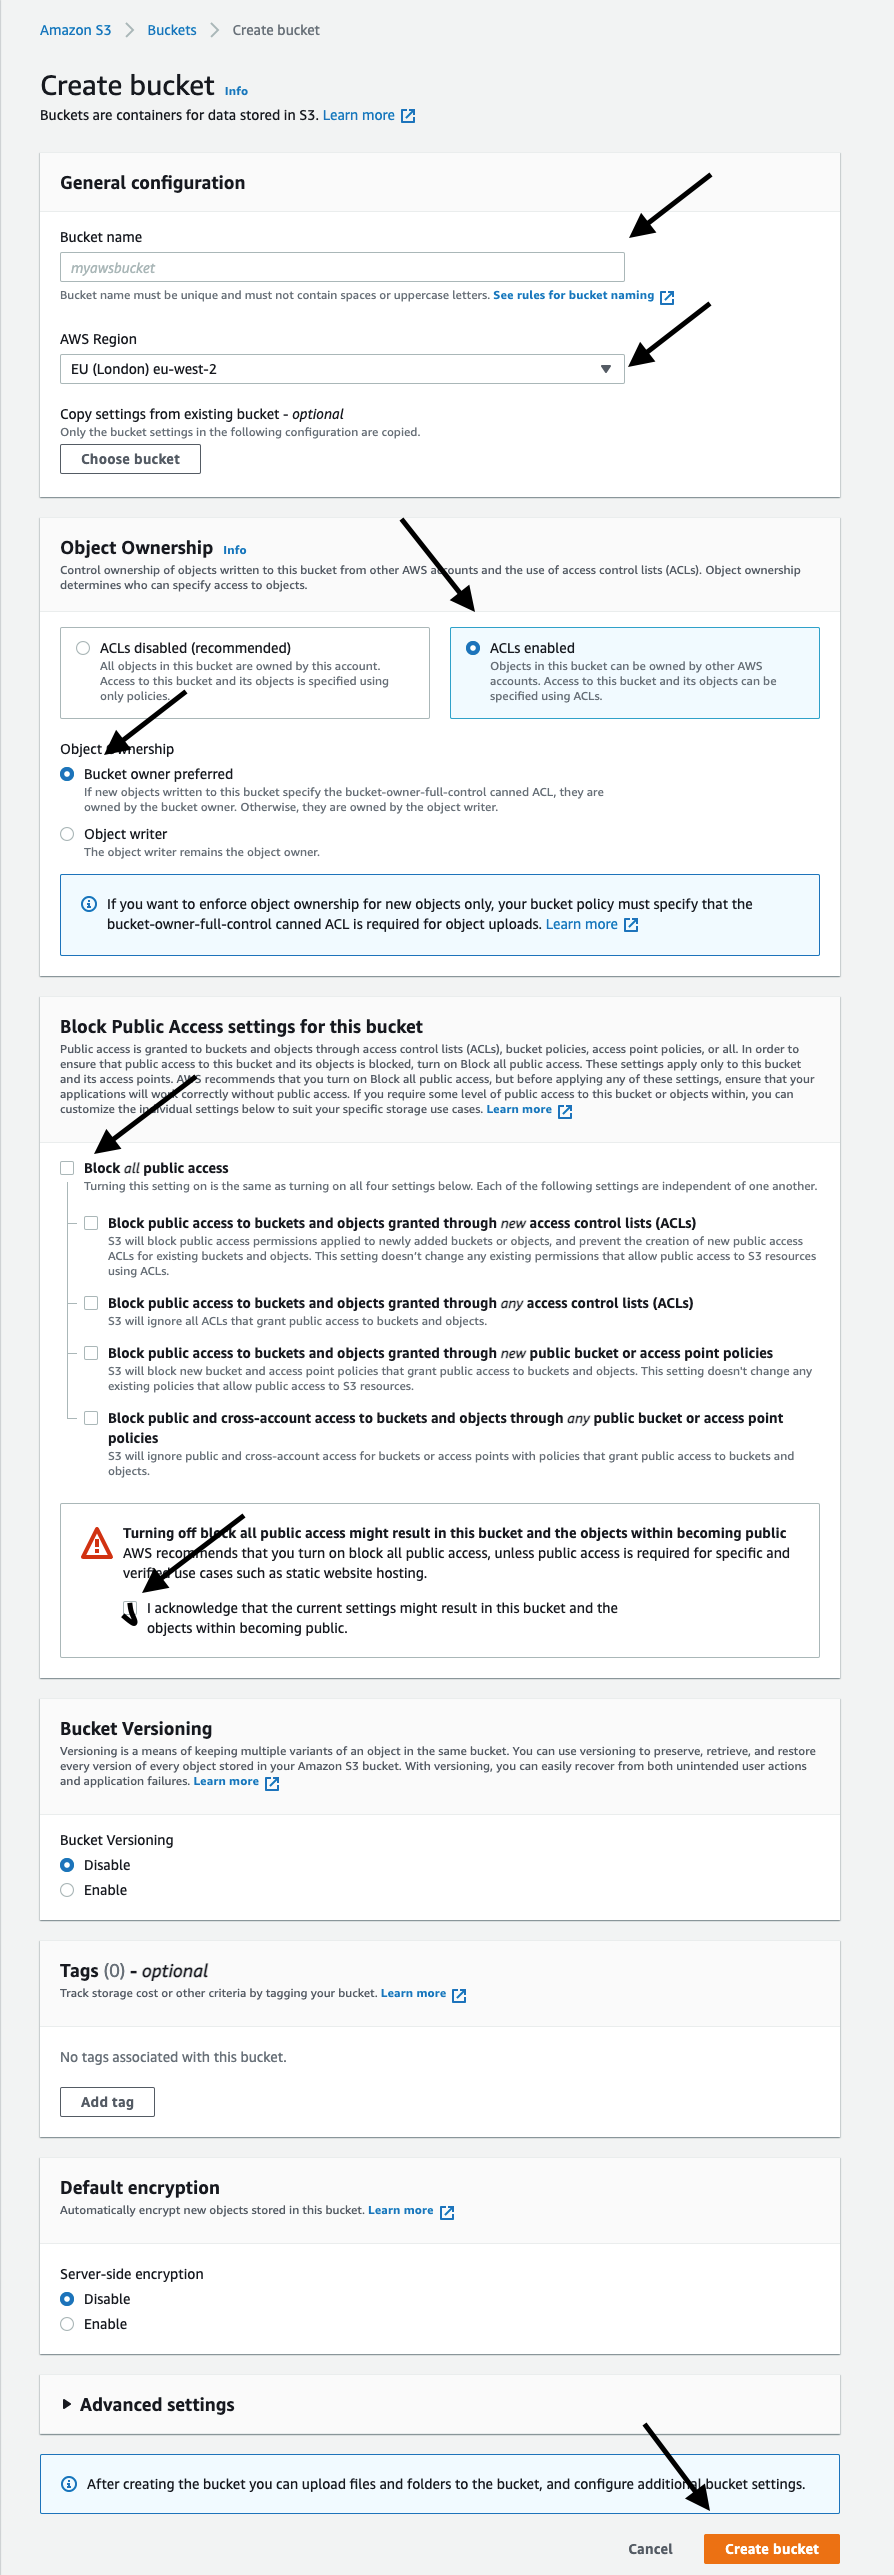 Amazon S3 > Buckets > Create bucket
Create bucket Info
Buckets are containers for data stored in S3. Learn more
General configuration
Bucket name
myawsbucket
Bucket name must be unique and must not contain spaces or uppercase letters. See rules for bucket naming
AWS Region
EU (London) eu-west-2
Copy settings from existing bucket - optional
Only the bucket settings in the following configuration are copied.
Choose bucket
Object Ownership Info
Control ownership of objects written to this bucket from other AWS accounts and the use of access control lists (ACLs). Object ownership
determines who can specify access to objects.
ACLs disabled (recommended)
All objects in this bucket are owned by this account.
Access to this bucket and its objects is specified using
only policies.
ACLs enabled
Objects in this bucket can be owned by other AWS
accounts. Access to this bucket and its objects can be
specified using ACLs.
Object Ownership
Bucket owner preferred
If new objects written to this bucket specify the bucket-owner-full-control canned ACL, they are
owned by the bucket owner. Otherwise, they are owned by the object writer.
Object writer
The object writer remains the object owner.
If you want to enforce object ownership for new objects only, your bucket policy must specify that the
bucket-owner-full-control canned ACL is required for object uploads. Learn more
Block Public Access settings for this bucket
Public access is granted to buckets and objects through access control lists (ACLs), bucket policies, access point policies, or all. In order to
ensure that public access to this bucket and its objects is blocked, turn on Block all public access. These settings apply only to this bucket
and its access points. AWS recommends that you turn on Block all public access, but before applying any of these settings, ensure that your
applications will work correctly without public access. If you require some level of public access to this bucket or objects within, you can
customize the individual settings below to suit your specific storage use cases. Learn more
Block all public access
Turning this setting on is the same as turning on all four settings below. Each of the following settings are independent of one another.
Block public access to buckets and objects granted through new access control lists (ACLs)
S3 will block public access permissions applied to newly added buckets or objects, and prevent the creation of new public access
ACLs for existing buckets and objects. This setting doesn't change any existing permissions that allow public access to S3 resources
using ACLs.
Block public access to buckets and objects granted through any access control lists (ACLs)
S3 will ignore all ACLs that grant public access to buckets and objects.
Block public access to buckets and objects granted through new public bucket or access point policies
S3 will block new bucket and access point policies that grant public access to buckets and objects. This setting doesn't change any
existing policies that allow public access to S3 resources.
Block public and cross-account access to buckets and objects through any public bucket or access point
policies
S3 will ignore public and cross-account access for buckets or access points with policies that grant public access to buckets and
objects.
Turning off block all public access might result in this bucket and the objects within becoming public
AWS recommends that you turn on block all public access, unless public access is required for specific and
verified use cases such as static website hosting.
I acknowledge that the current settings might result in this bucket and the
objects within becoming public.
Bucket Versioning
Versioning is a means of keeping multiple variants of an object in the same bucket. You can use versioning to preserve, retrieve, and restore
every version of every object stored in your Amazon S3 bucket. With versioning, you can easily recover from both unintended user actions
and application failures. Learn more
Bucket Versioning
Disable
Enable
Tags (0) - optional
Track storage cost or other criteria by tagging your bucket. Learn more
No tags associated with this bucket.
Add tag
Default encryption
Automatically encrypt new objects stored in this bucket. Learn more
Server-side encryption
Disable
Enable
Advanced settings
After creating the bucket you can upload files and folders to the bucket, and configure additional bucket settings.
Cancel
Create bucket